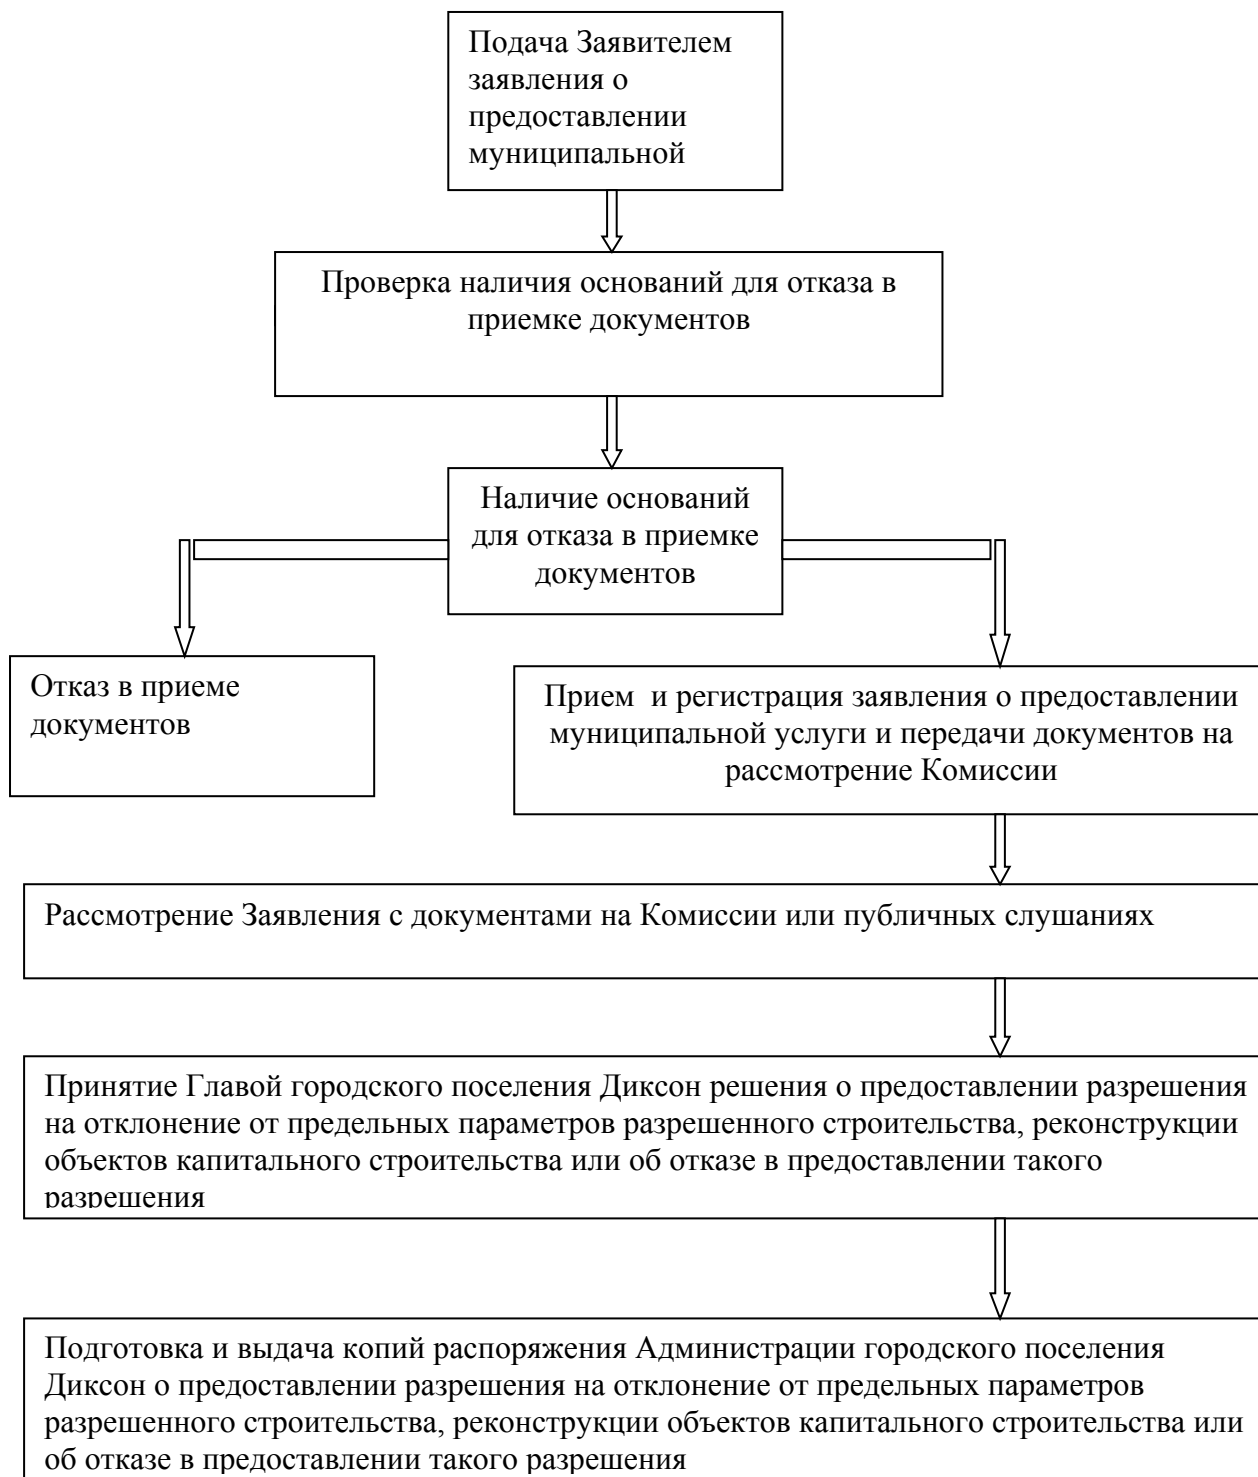 Подача Заявителем
заявления о
предоставлении
муниципальной
Проверка наличия оснований для отказа в
приемке документов
Наличие оснований
для отказа в приемке
документов
Отказ в приеме
документов
Прием  и регистрация заявления о предоставлении
муниципальной услуги и передачи документов на
рассмотрение Комиссии
Рассмотрение Заявления с документами на Комиссии или публичных слушаниях
Принятие Главой городского поселения Диксон решения о предоставлении разрешения
на отклонение от предельных параметров разрешенного строительства, реконструкции
объектов капитального строительства или об отказе в предоставлении такого
разрешения
Подготовка и выдача копий распоряжения Администрации городского поселения
Диксон о предоставлении разрешения на отклонение от предельных параметров
разрешенного строительства, реконструкции объектов капитального строительства или
об отказе в предоставлении такого разрешения